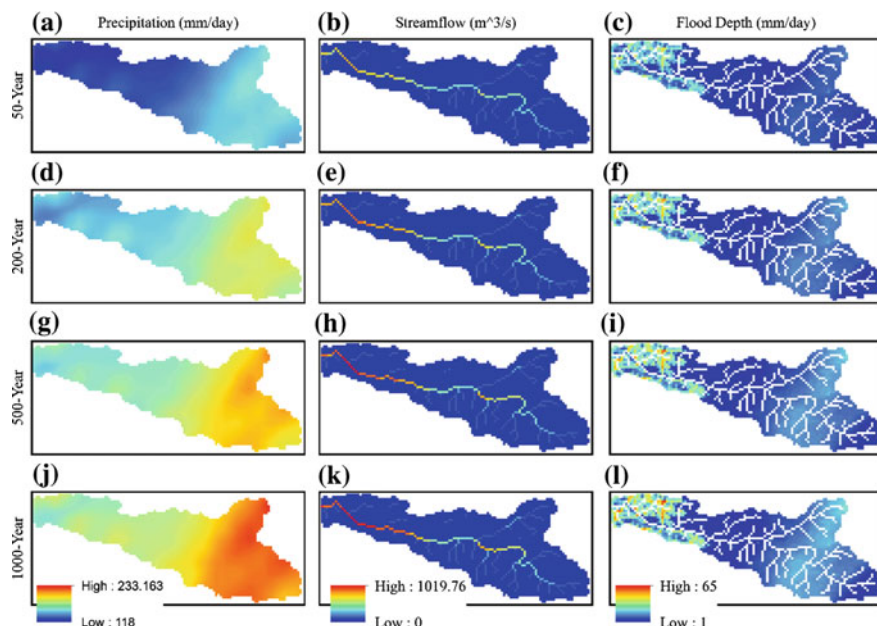 (a) Precipitation (mm/day) (b) Streamflow (m^3/s) (c) Flood Depth (mm/day)
50-Year
(d) (e) (f)
200-Year
(g) (h) (i)
500-Year
(j) (k) (l)
1000-Year
High : 233.163 High : 1019.76 High : 65
Low : 118 Low : 0 Low : 1